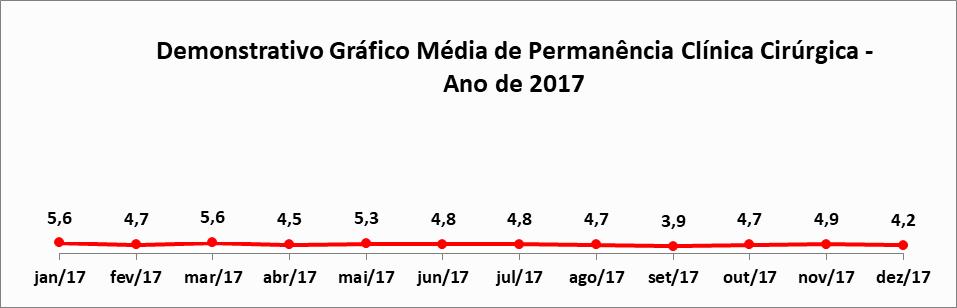 Demonstrativo Gráfico Média de Permanência Clínica Cirúrgica -
Ano de 2017
5,6 4,7 5,6 4,5 5,3 4,8 4,8 4,7 3,9 4,7 4,9 4,2
jan/17 fev/17 mar/17 abr/17 mai/17 jun/17 jul/17 ago/17 set/17 out/17 nov/17 dez/17